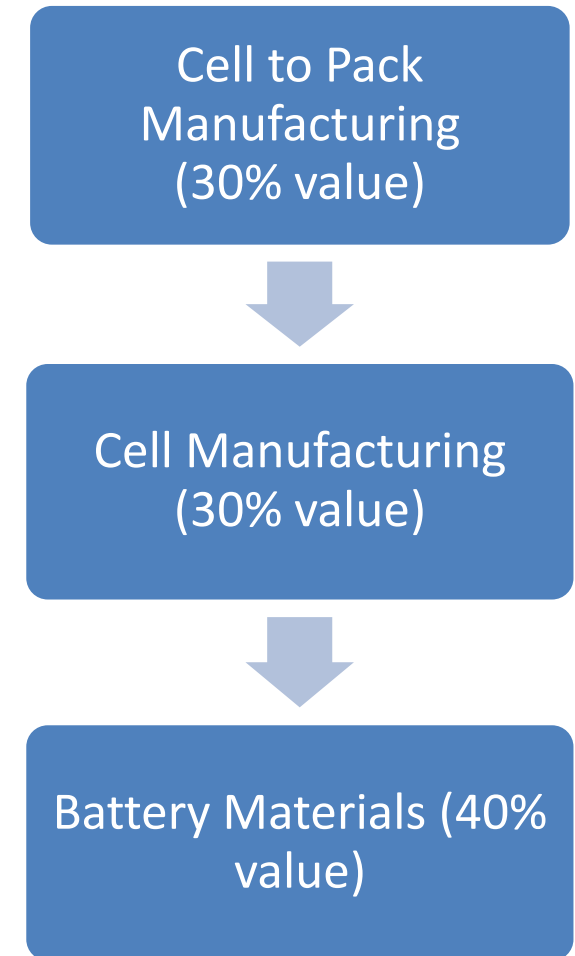 Cell to Pack
Manufacturing
(30% value)
Cell Manufacturing
(30% value)
Battery Materials (40%
value)